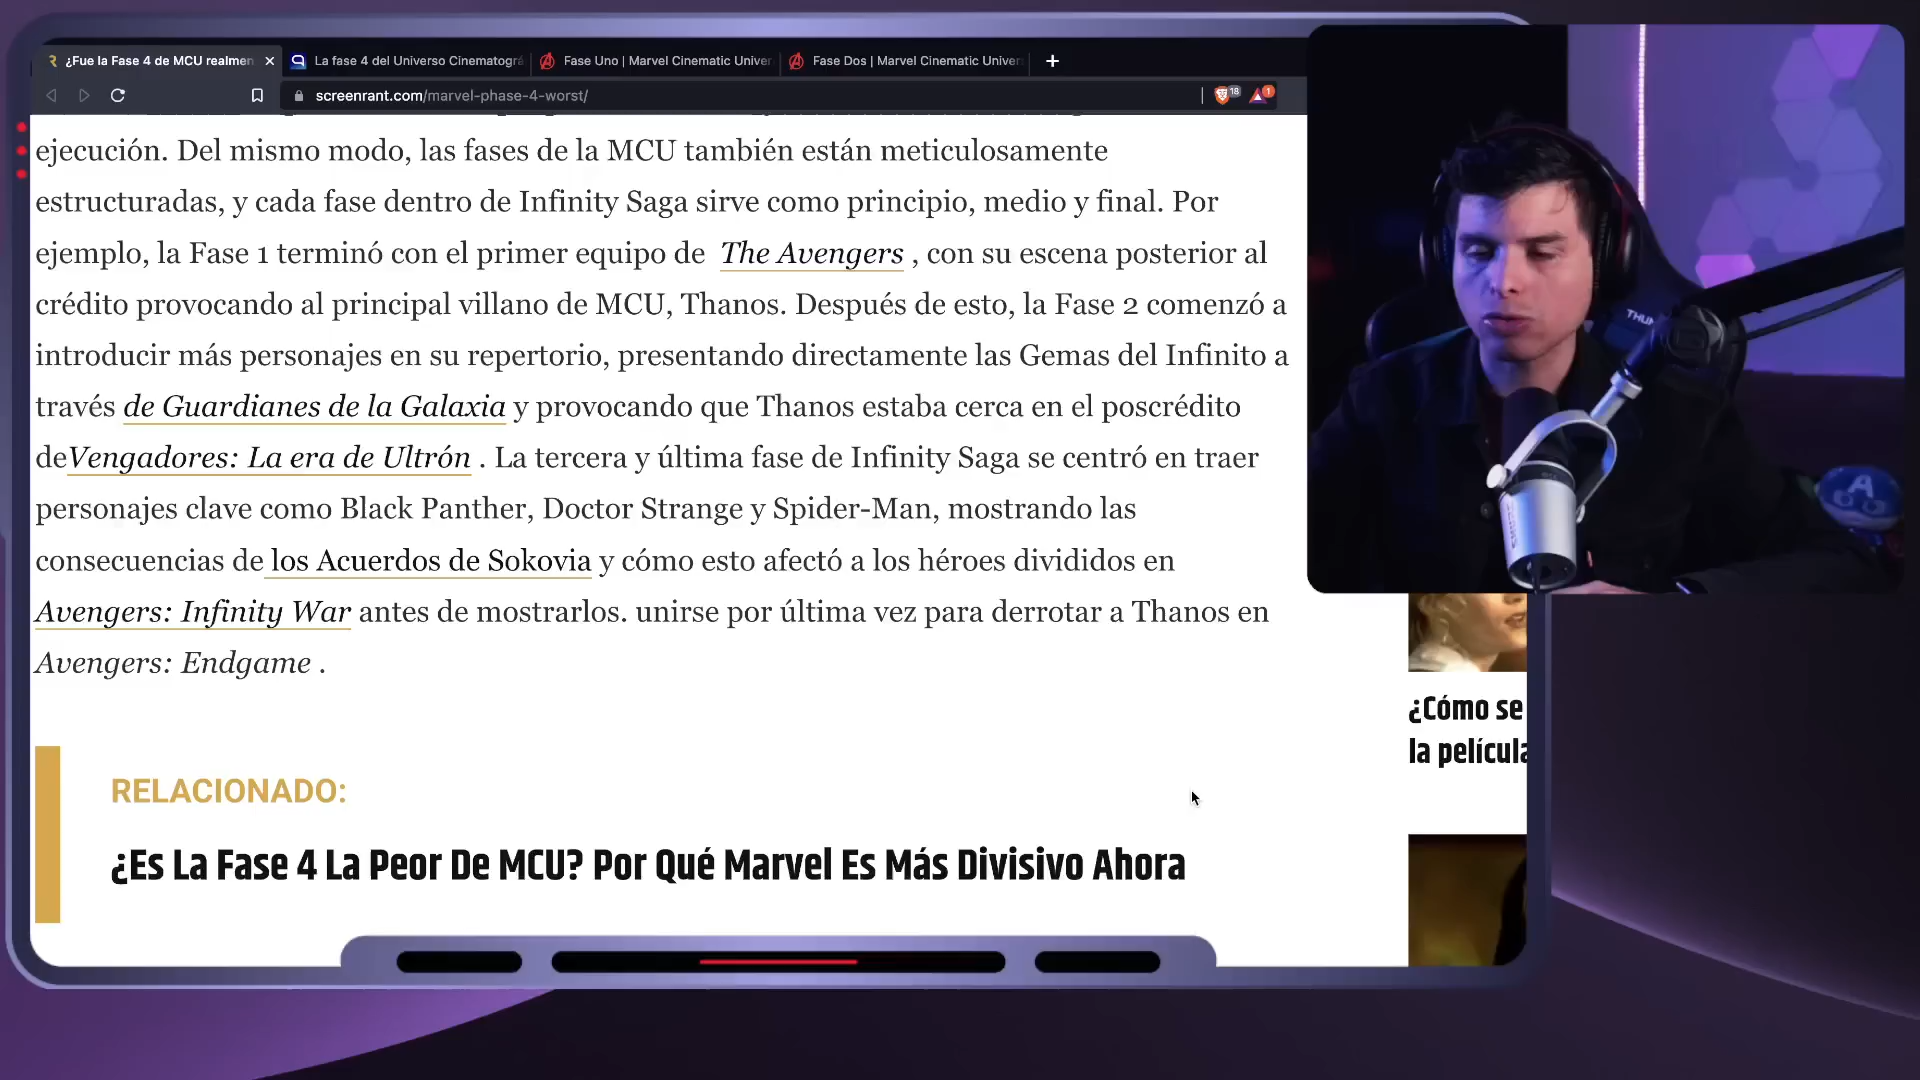 ¿Fue la Fase 4 de MCU realmen
La fase 4 del Universo Cinematográ
Fase Uno | Marvel Cinematic Univer
Fase Dos | Marvel Cinematic Univer
screenrant.com/marvel-phase-4-worst/
18
1
ejecución. Del mismo modo, las fases de la MCU también están meticulosamente
estructuradas, y cada fase dentro de Infinity Saga sirve como principio, medio y final. Por
ejemplo, la Fase 1 terminó con el primer equipo de The Avengers , con su escena posterior al
crédito provocando al principal villano de MCU, Thanos. Después de esto, la Fase 2 comenzó a
introducir más personajes en su repertorio, presentando directamente las Gemas del Infinito a
través de Guardianes de la Galaxia y provocando que Thanos estaba cerca en el poscrédito
deVengadores: La era de Ultrón . La tercera y última fase de Infinity Saga se centró en traer
personajes clave como Black Panther, Doctor Strange y Spider-Man, mostrando las
consecuencias de los Acuerdos de Sokovia y cómo esto afectó a los héroes divididos en
Avengers: Infinity War antes de mostrarlos. unirse por última vez para derrotar a Thanos en
Avengers: Endgame .
RELACIONADO:
¿Es La Fase 4 La Peor De MCU? Por Qué Marvel Es Más Divisivo Ahora
¿Cómo se
la película
THUN
A